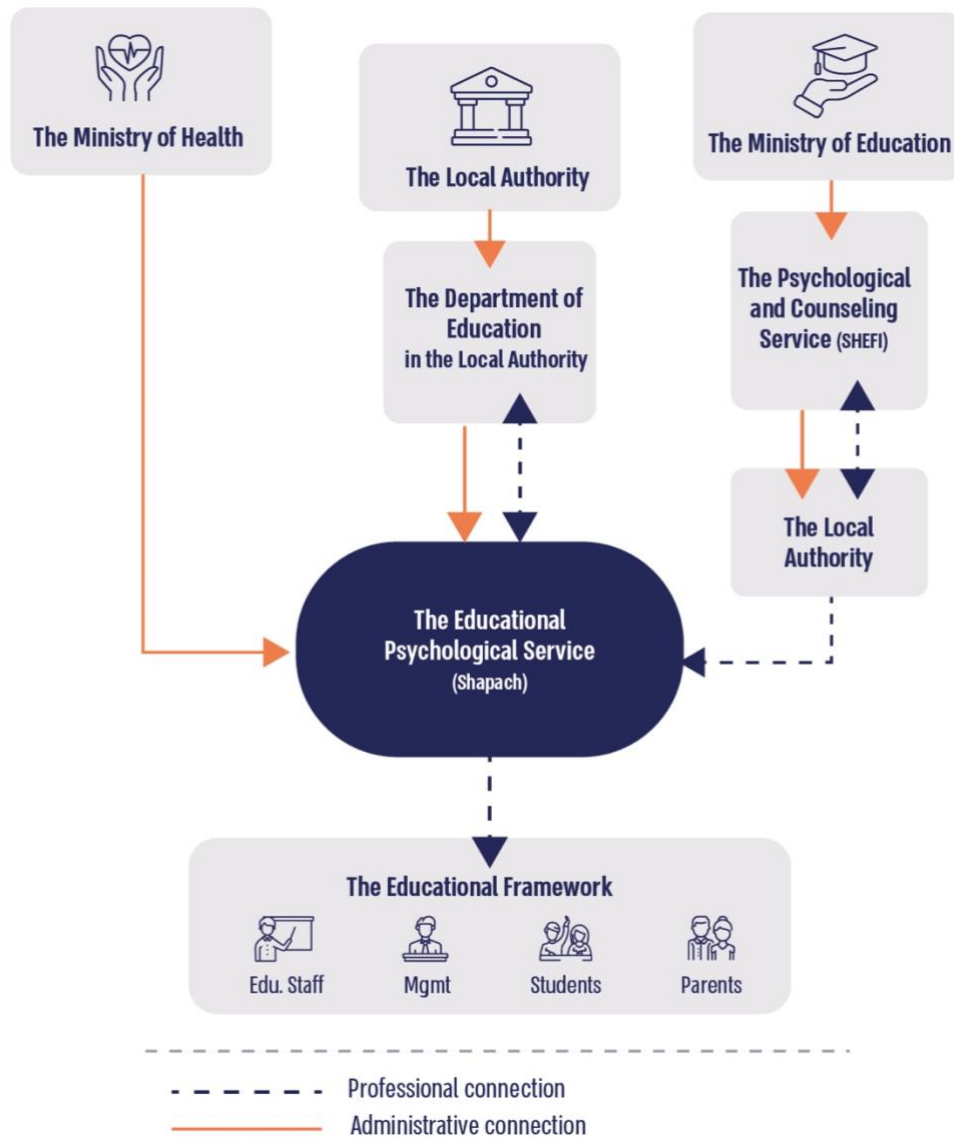 The Ministry of Health
The Local Authority
The Ministry of Education
The Department of
Education
in the Local Authority
The Psychological
and Counseling
Service (SHEFI)
The Local
Authority
The Educational
Psychological Service
(Shapach)
The Educational Framework
Edu. Staff
Mgmt
Students
Parents
Professional connection
Administrative connection